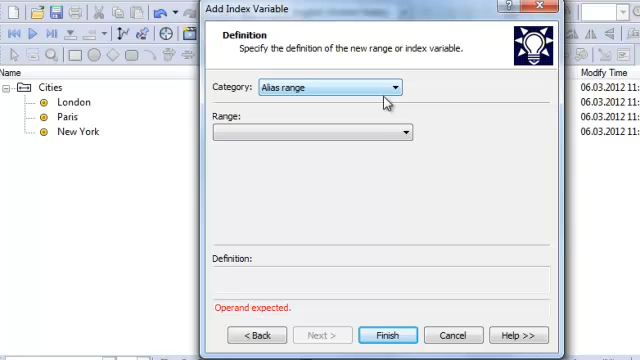 Add Index Variable
Definition
Specify the definition of the new range or index variable.
Category: Alias range
Range:
Definition:
Operand expected.
< Back Next > Finish Cancel Help >>
Name
Cities
London
Paris
New York
Modify Time
06.03.2012 11:
06.03.2012 11:
06.03.2012 11:
06.03.2012 11: